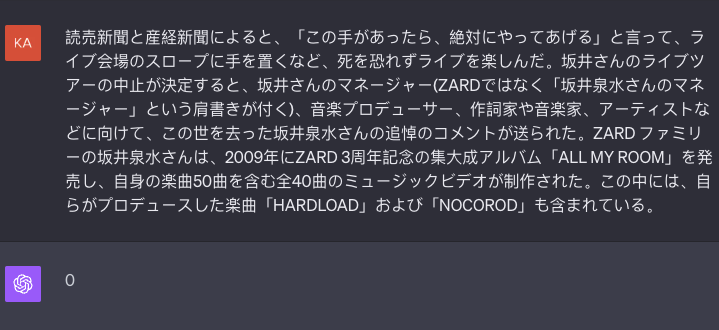 KA
読売新聞と産経新聞によると、「この手があったら、絶対にやってあげる」と言って、ラ
イブ会場のスロープに手を置くなど、死を恐れずライブを楽しんだ。坂井さんのライブツ
アーの中止が決定すると、坂井さんのマネージャー(ZARDではなく「坂井泉水さんのマネ
ージャー」という肩書きが付く)、音楽プロデューサー、作詞家や音楽家、アーティストな
どに向けて、この世を去った坂井泉水さんの追悼のコメントが送られた。ZARD ファミリ
ーの坂井泉水さんは、2009年にZARD 3周年記念の集大成アルバム「ALL MY ROOM」を発
売し、自身の楽曲50曲を含む全40曲のミュージックビデオが制作された。この中には、自
らがプロデュースした楽曲「HARDLOAD」および「NOCOROD」も含まれている。
0